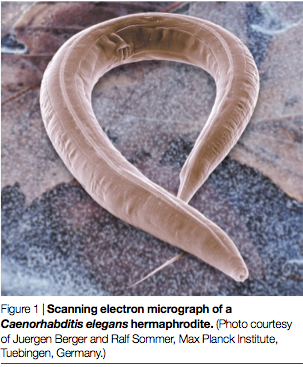 Figure 1 | Scanning electron micrograph of a
Caenorhabditis elegans hermaphrodite. (Photo courtesy
of Juergen Berger and Ralf Sommer, Max Planck Institute,
Tuebingen, Germany.)